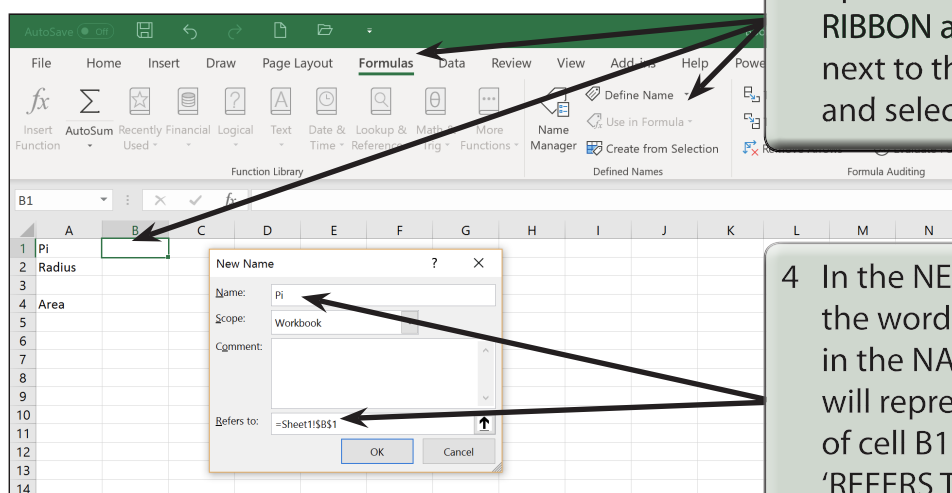 AutoSave Off
RIBBON a
next to th
and selec
File Home Insert Draw Page Layout Formulas Data Review View Add-ins Help Powe
Insert Function
AutoSum
Recently Used
Financial
Logical
Text
Date & Time
Lookup & Reference
Math & Trig
More Functions
Function Library
Name Manager
Define Name
Use in Formula
Create from Selection
Defined Names
Formula Auditing
B1
fx
A B C D E F G H I J K L M N
1 Pi
2 Radius
3
4 Area
5
6
7
8
9
10
11
12
13
14
New Name ? ×
Name: Pi
Scope: Workbook
Comment:
Refers to: =Sheet1!$B$1
OK Cancel
4 In the NE
the word
in the NA
will repre
of cell B1
‘REFERS T